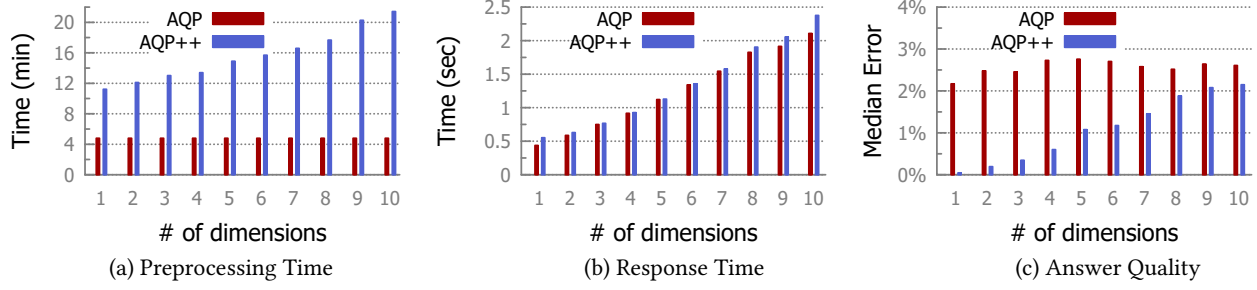 Time (min)
20
16
12
8
4
0
AQP
AQP++
1 2 3 4 5 6 7 8 9 10
# of dimensions
(a) Preprocessing Time
Time (sec)
2.5
2
1.5
1
0.5
0
AQP
AQP++
1 2 3 4 5 6 7 8 9 10
# of dimensions
(b) Response Time
Median Error
4%
3%
2%
1%
0%
AQP
AQP++
1 2 3 4 5 6 7 8 9 10
# of dimensions
(c) Answer Quality